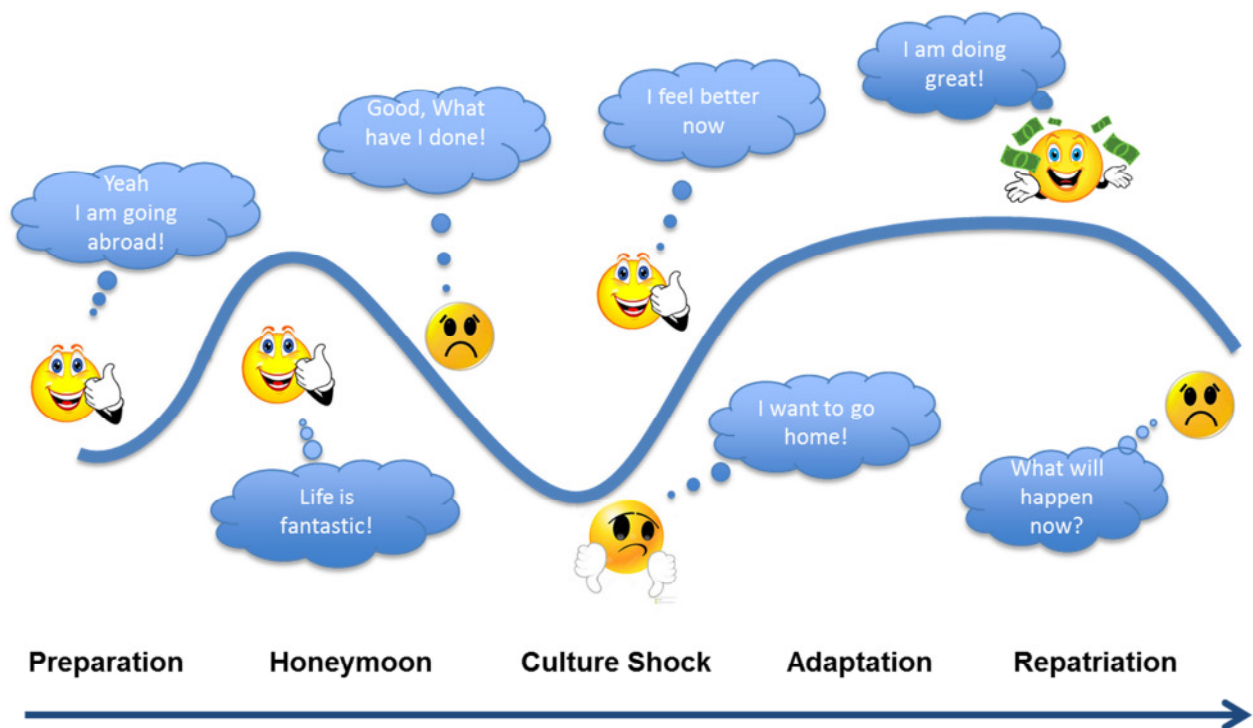 Yeah
I am going
abroad!
Life is
fantastic!
Good, What
have I done!
I want to go
home!
I feel better
now
I am doing
great!
What will
happen
now?
Preparation
Honeymoon
Culture Shock
Adaptation
Repatriation